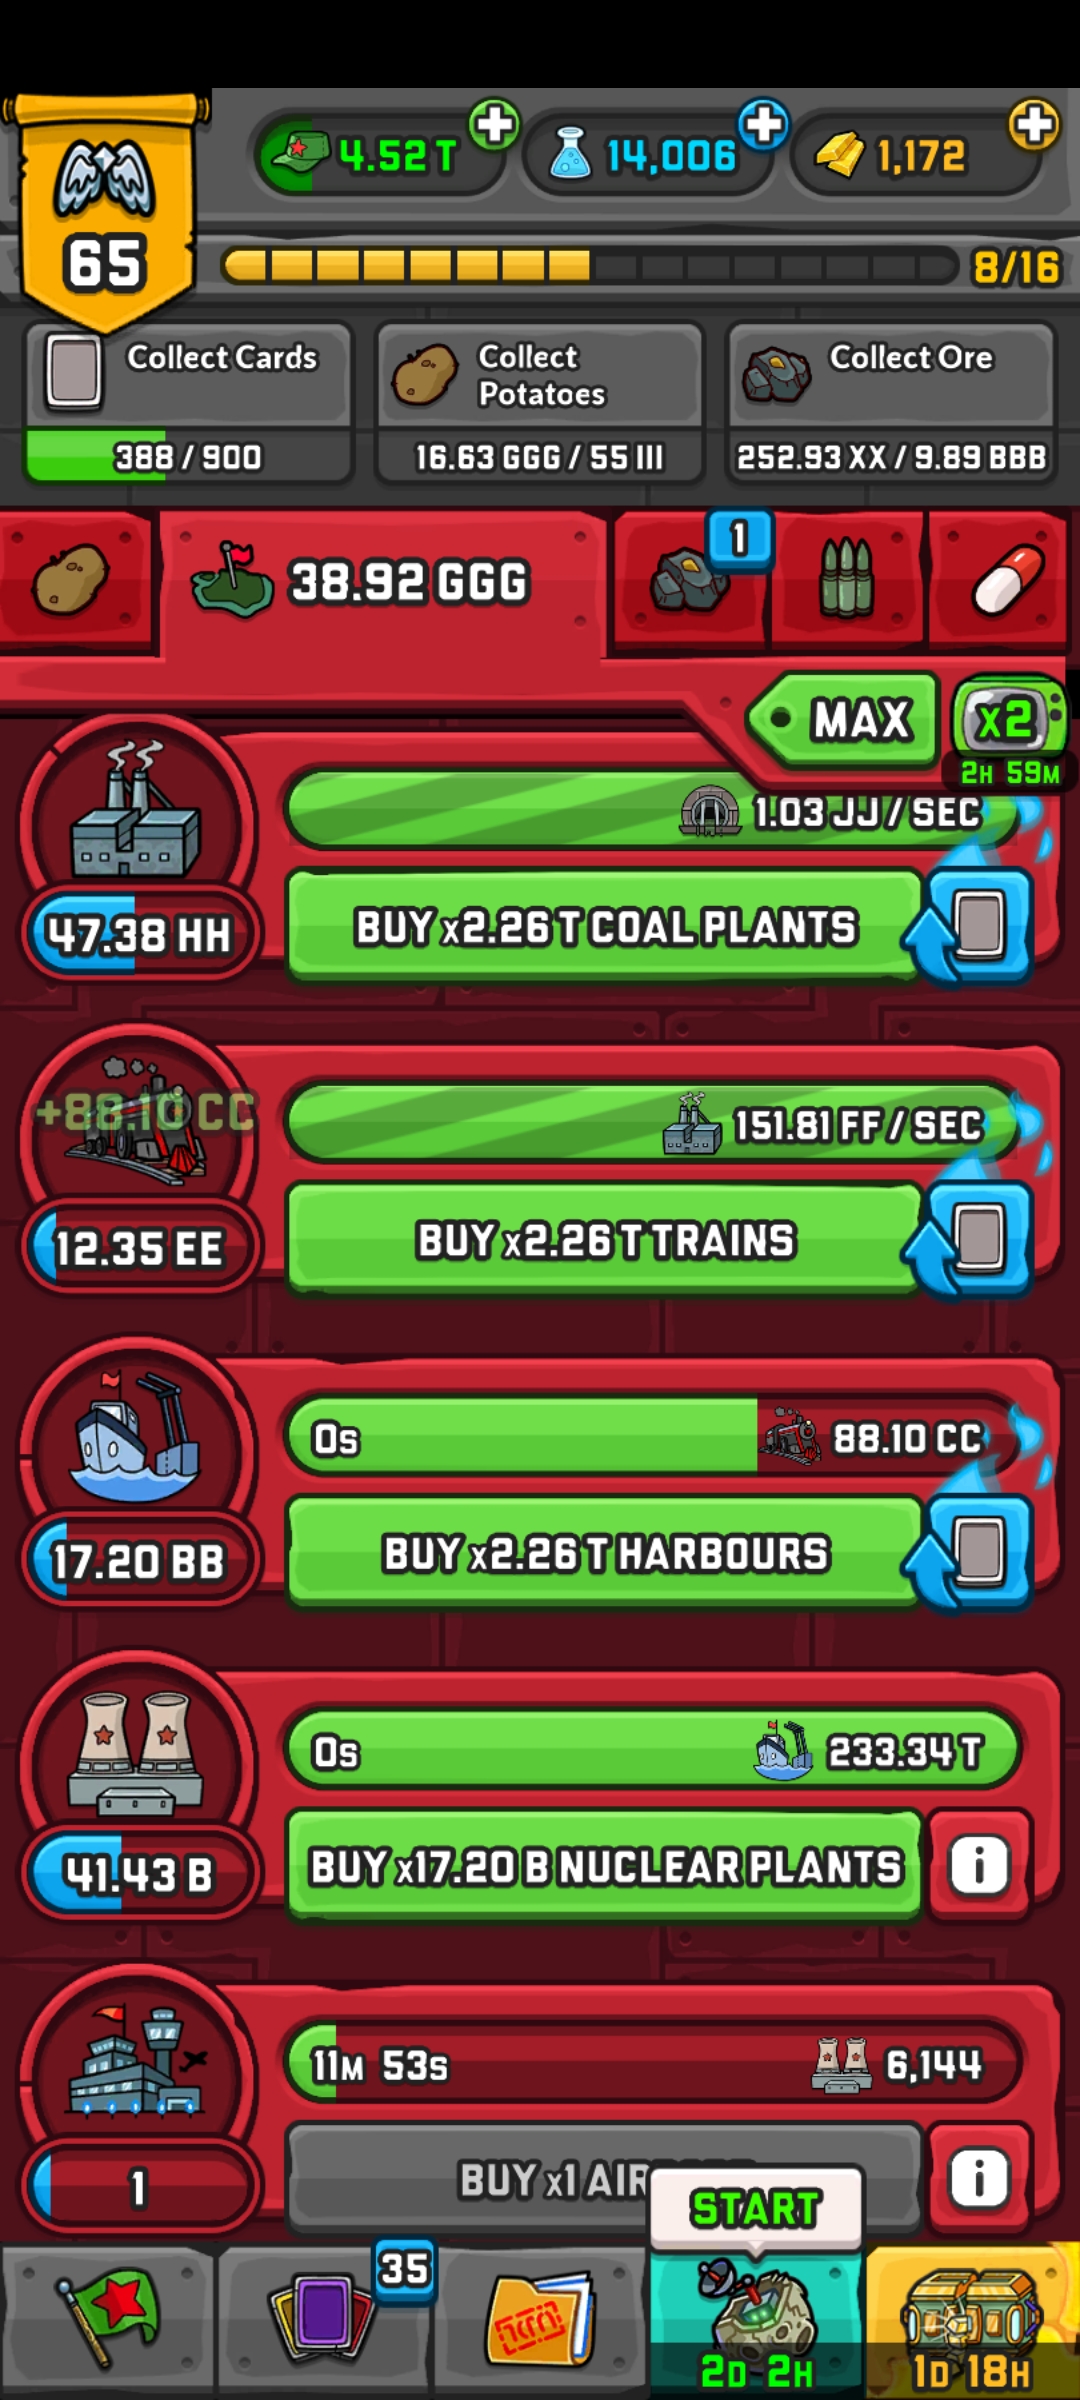 4.52 T
14,006
1,172
65
8/16
Collect Cards
388 / 900
Collect
Potatoes
16.63 GGG / 55 III
Collect Ore
252.93 XX / 9.89 BBB
38.92 GGG
1
MAX
x2
2H 59M
1.03 JJ / SEC
47.38 HH
BUY x2.26 T COAL PLANTS
+88.10 CC
151.81 FF / SEC
12.35 EE
BUY x2.26 T TRAINS
0s
88.10 CC
17.20 BB
BUY x2.26 T HARBOURS
0s
233.34 T
41.43 B
BUY x17.20 B NUCLEAR PLANTS
i
11M 53s
6,144
1
BUY x1
i
START
35
2D 2H
1D 18H